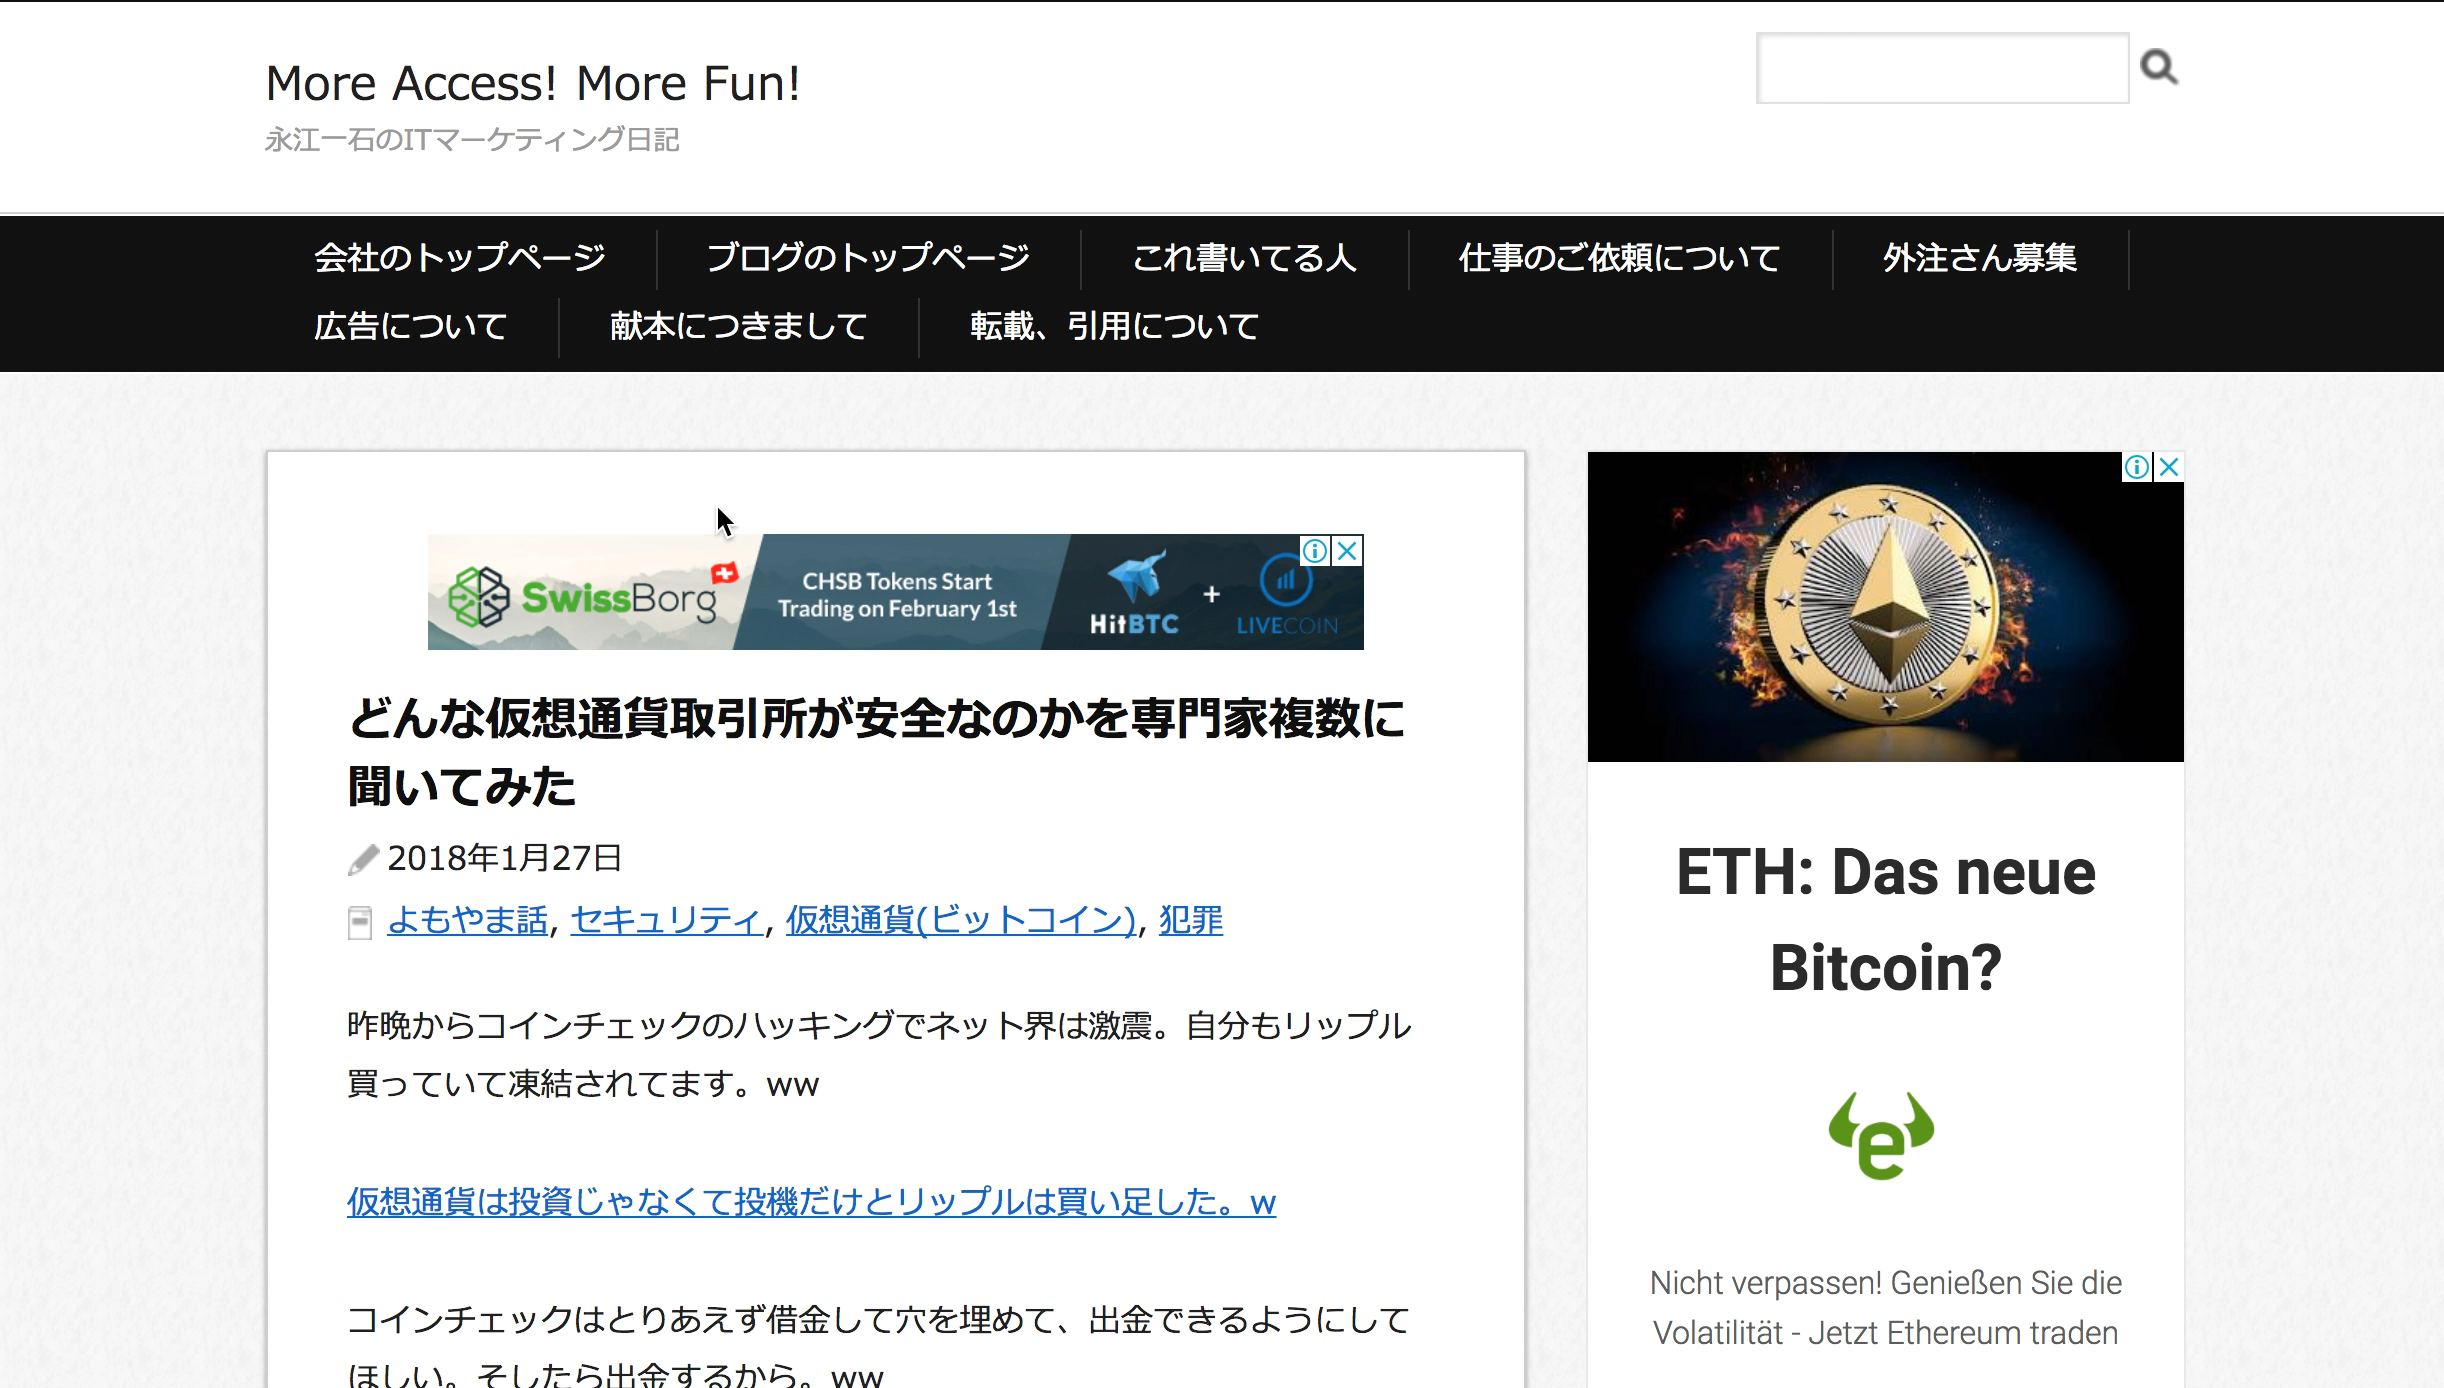 More Access! More Fun!
永江一石のITマーケティング日記
会社のトップページ
ブログのトップページ
これ書いてる人
仕事のご依頼について
外注さん募集
広告について
献本につきまして
転載、引用について
SwissBorg
CHSB Tokens Start
Trading on February 1st
HitBTC
+
LIVECOIN
どんな仮想通貨取引所が安全なのかを専門家複数に
聞いてみた
2018年1月27日
よもやま話, セキュリティ, 仮想通貨(ビットコイン), 犯罪
昨晩からコインチェックのハッキングでネット界は激震。自分もリップル
買っていて凍結されてます。ww
仮想通貨は投資じゃなくて投機だけとリップルは買い足した。w
コインチェックはとりあえず借金して穴を埋めて、出金できるようにして
ほしい。そしたら出金するから。ww
ETH: Das neue
Bitcoin?
e
Nicht verpassen! Genießen Sie die
Volatilität - Jetzt Ethereum traden